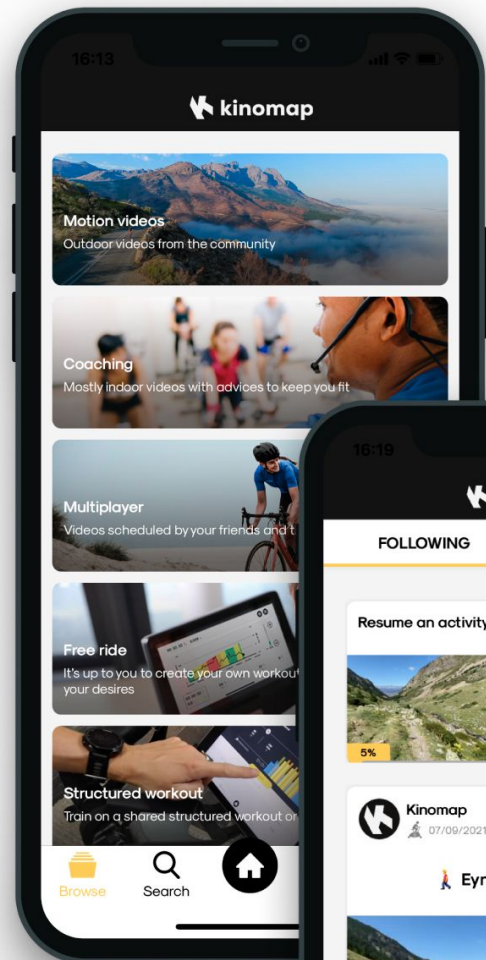 16:13
kinomap
Motion videos
Outdoor videos from the community
Coaching
Mostly indoor videos with advices to keep you fit
Multiplayer
Videos scheduled by your friends and t
Free ride
It's up to you to create your own workout
your desires
Structured workout
Train on a shared structured workout or
Browse
Search
16:19
FOLLOWING
Resume an activity
5%
Kinomap
07/09/2021
Eyn